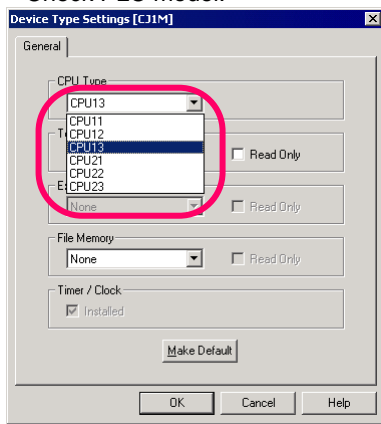 Check PLC model.
Device Type Settings [CJ1M]
General
CPU Type
CPU13
CPU11
CPU12
CPU13
CPU21
CPU22
CPU23
T
Read Only
E
None
Read Only
File Memory
None
Read Only
Timer / Clock
Installed
Make Default
OK Cancel Help